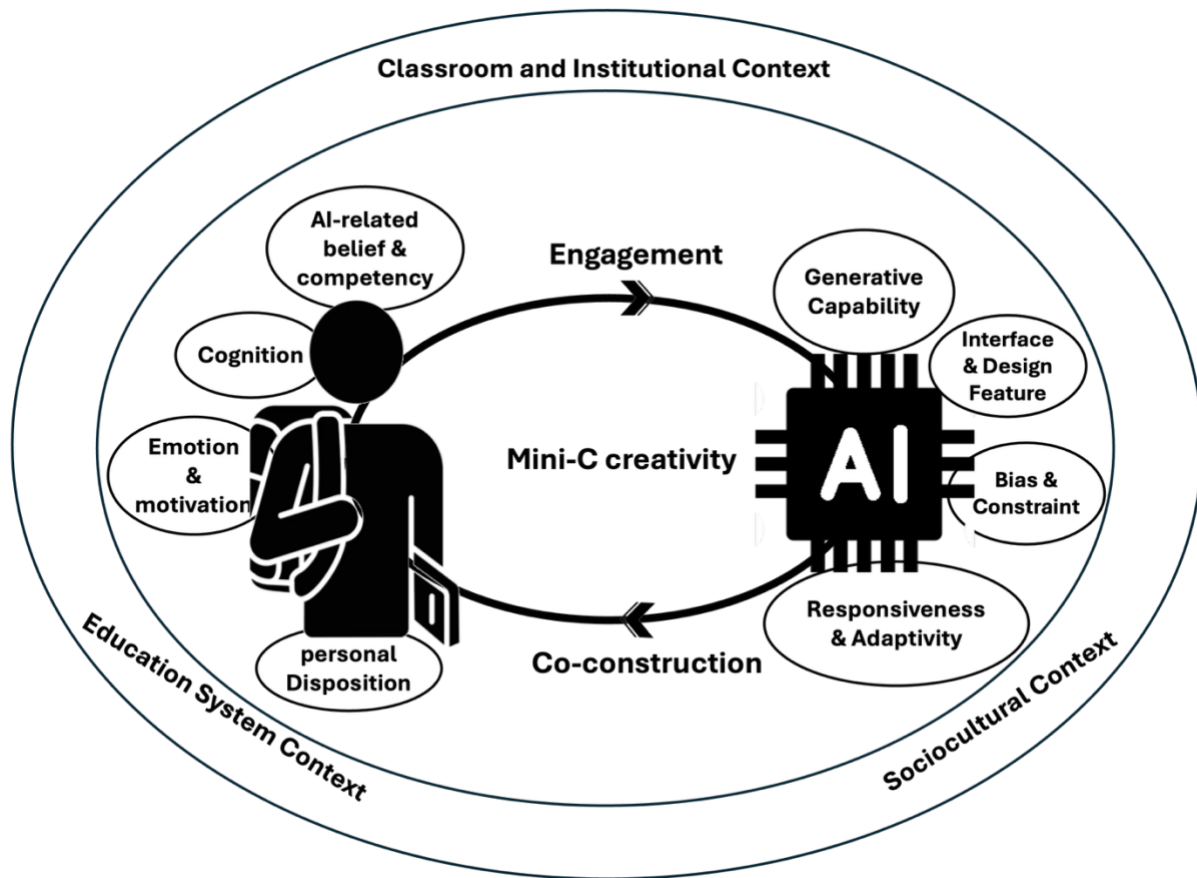 Classroom and Institutional Context
AI-related
belief &
competency
Engagement
Generative
Capability
Cognition
Interface
& Design
Feature
Emotion
&
motivation
Mini-C creativity
AI
Bias &
Constraint
Responsiveness
& Adaptivity
personal
Disposition
Co-construction
Education System Context
Sociocultural Context